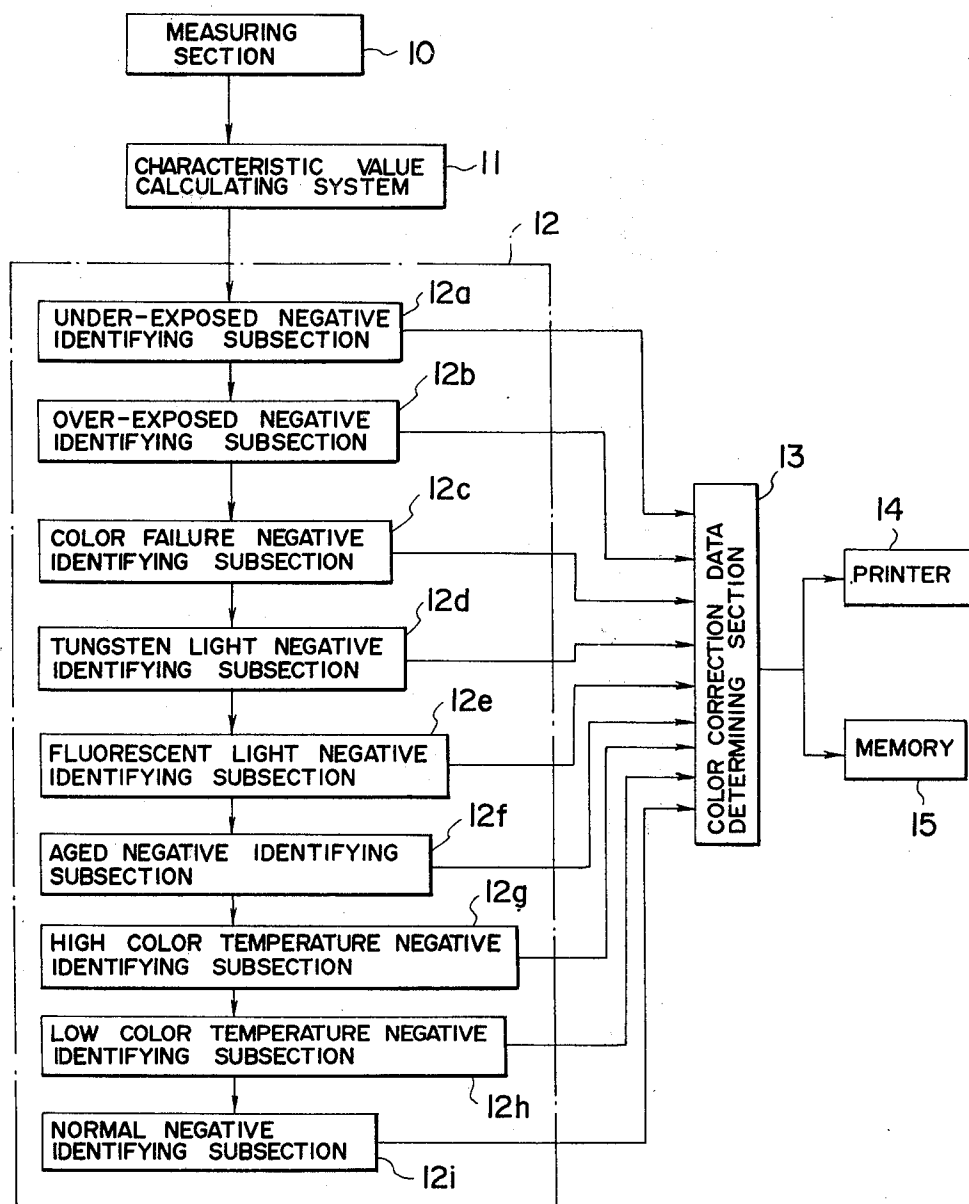 MEASURING
SECTION
10
CHARACTERISTIC VALUE
CALCULATING SYSTEM
11
12
UNDER-EXPOSED NEGATIVE
IDENTIFYING SUBSECTION
12a
OVER-EXPOSED NEGATIVE
IDENTIFYING SUBSECTION
12b
COLOR FAILURE NEGATIVE
IDENTIFYING SUBSECTION
12c
TUNGSTEN LIGHT NEGATIVE
IDENTIFYING SUBSECTION
12d
FLUORESCENT LIGHT NEGATIVE
IDENTIFYING SUBSECTION
12e
AGED NEGATIVE IDENTIFYING
SUBSECTION
12f
HIGH COLOR TEMPERATURE NEGATIVE
IDENTIFYING SUBSECTION
12g
LOW COLOR TEMPERATURE NEGATIVE
IDENTIFYING SUBSECTION
12h
NORMAL NEGATIVE
IDENTIFYING SUBSECTION
12i
COLOR CORRECTION DATA
DETERMINING SECTION
13
14
PRINTER
MEMORY
15